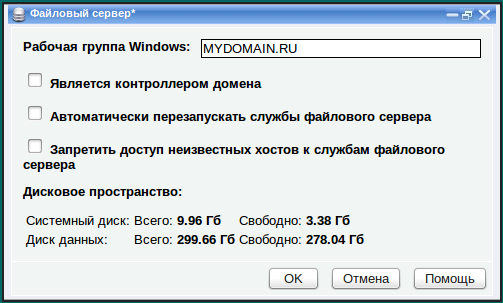 Файловый сервер*
Рабочая группа Windows: MYDOMAIN.RU
Является контроллером домена
Автоматически перезапускать службы файлового сервера
Запретить доступ неизвестных хостов к службам файлового
сервера
Дисковое пространство:
Системный диск: Всего: 9.96 Гб Свободно: 3.38 Гб
Диск данных: Всего: 299.66 Гб Свободно: 278.04 Гб
OK Отмена Помощь